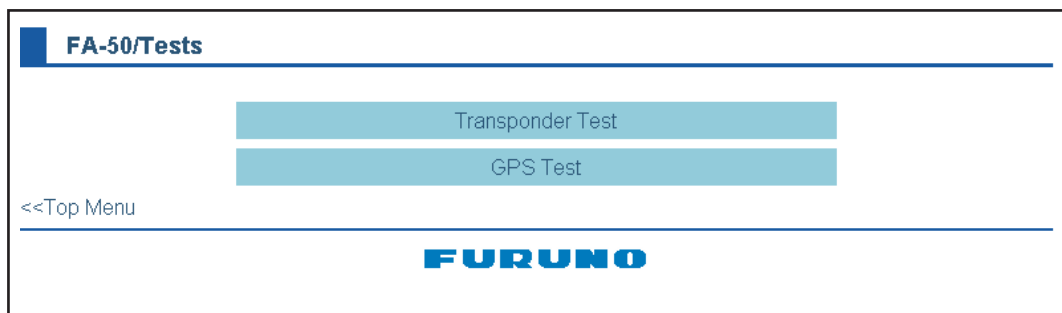 FA-50/Tests
Transponder Test
GPS Test
<<Top Menu
FURUNO